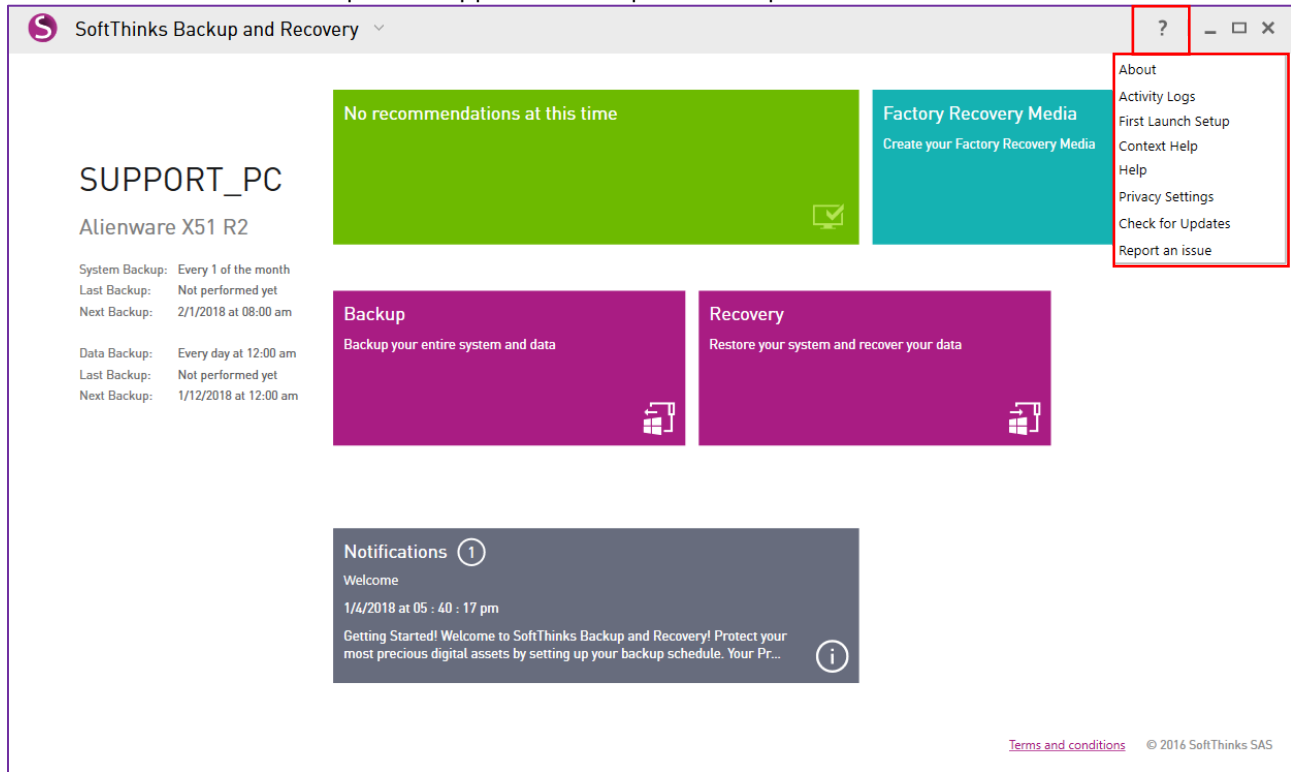 SoftThinks Backup and Recovery
?
About
Activity Logs
First Launch Setup
Context Help
Help
Privacy Settings
Check for Updates
Report an issue
No recommendations at this time
Factory Recovery Media
Create your Factory Recovery Media
SUPPORT_PC
Alienware X51 R2
System Backup: Every 1 of the month
Last Backup: Not performed yet
Next Backup: 2/1/2018 at 08:00 am
Data Backup: Every day at 12:00 am
Last Backup: Not performed yet
Next Backup: 1/12/2018 at 12:00 am
Backup
Backup your entire system and data
Recovery
Restore your system and recover your data
Notifications 1
Welcome
1/4/2018 at 05 : 40 : 17 pm
Getting Started! Welcome to SoftThinks Backup and Recovery! Protect your
most precious digital assets by setting up your backup schedule. Your Pr...
Terms and conditions © 2016 SoftThinks SAS